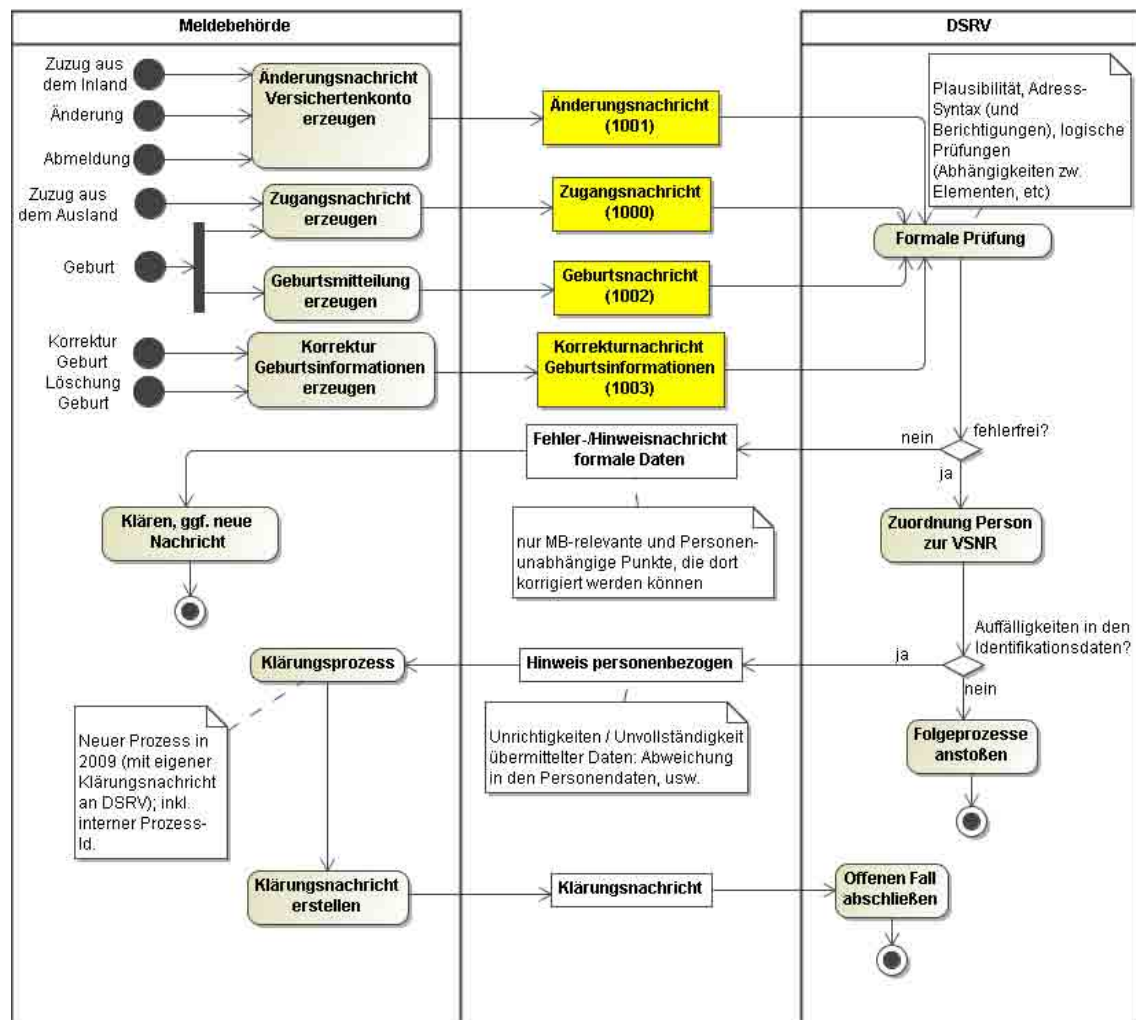 Meldebehörde
DSRV
Zuzug aus
dem Inland
Änderung
Abmeldung
Änderungsnachricht
Versichertenkonto
erzeugen
Änderungsnachricht
(1001)
Plausibilität, Adress-
Syntax (und
Berichtigungen), logische
Prüfungen
(Abhängigkeiten zw.
Elementen, etc)
Zuzug aus
dem Ausland
Zugangsnachricht
erzeugen
Zugangsnachricht
(1000)
Formale Prüfung
Geburt
Geburtsmitteilung
erzeugen
Geburtsnachricht
(1002)
Korrektur
Geburt
Löschung
Geburt
Korrektur
Geburtsinformationen
erzeugen
Korrekturnachricht
Geburtsinformationen
(1003)
fehlerfrei?
nein
ja
Fehler-/Hinweisnachricht
formale Daten
Klären, ggf. neue
Nachricht
nur MB-relevante und Personen-
unabhängige Punkte, die dort
korrigiert werden können
Zuordnung Person
zur VSNR
Auffälligkeiten in den
Identifikationsdaten?
ja
nein
Hinweis personenbezogen
Klärungsprozess
Unrichtigkeiten / Unvollständigkeit
übermittelter Daten: Abweichung
in den Personendaten, usw.
Neuer Prozess in
2009 (mit eigener
Klärungsnachricht
an DSRV); inkl.
interner Prozess-
Id.
Folgeprozesse
anstoßen
Klärungsnachricht
erstellen
Klärungsnachricht
Offenen Fall
abschließen